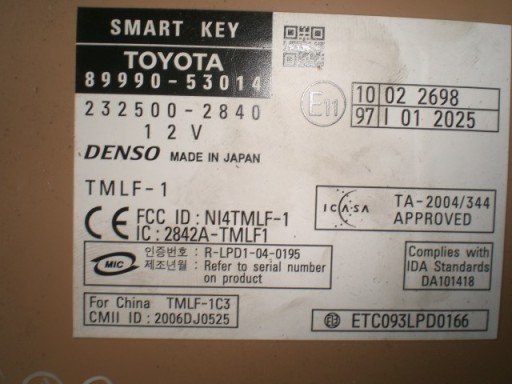 SMART KEY
TOYOTA
89990-53014
232500-2840
12V
DENSO MADE IN JAPAN
E11
10 02 2698
97 I 01 2025
TMLF-1
CE FCC ID : NI4TMLF-1
IC : 2842A-TMLF1
ICASA TA-2004/344
APPROVED
MIC 인증번호 : R-LPD1-04-0195
제조년월 : Refer to serial number
on product
Complies with
IDA Standards
DA101418
For China TMLF-1C3
CMII ID : 2006DJ0525
ETC093LPD0166